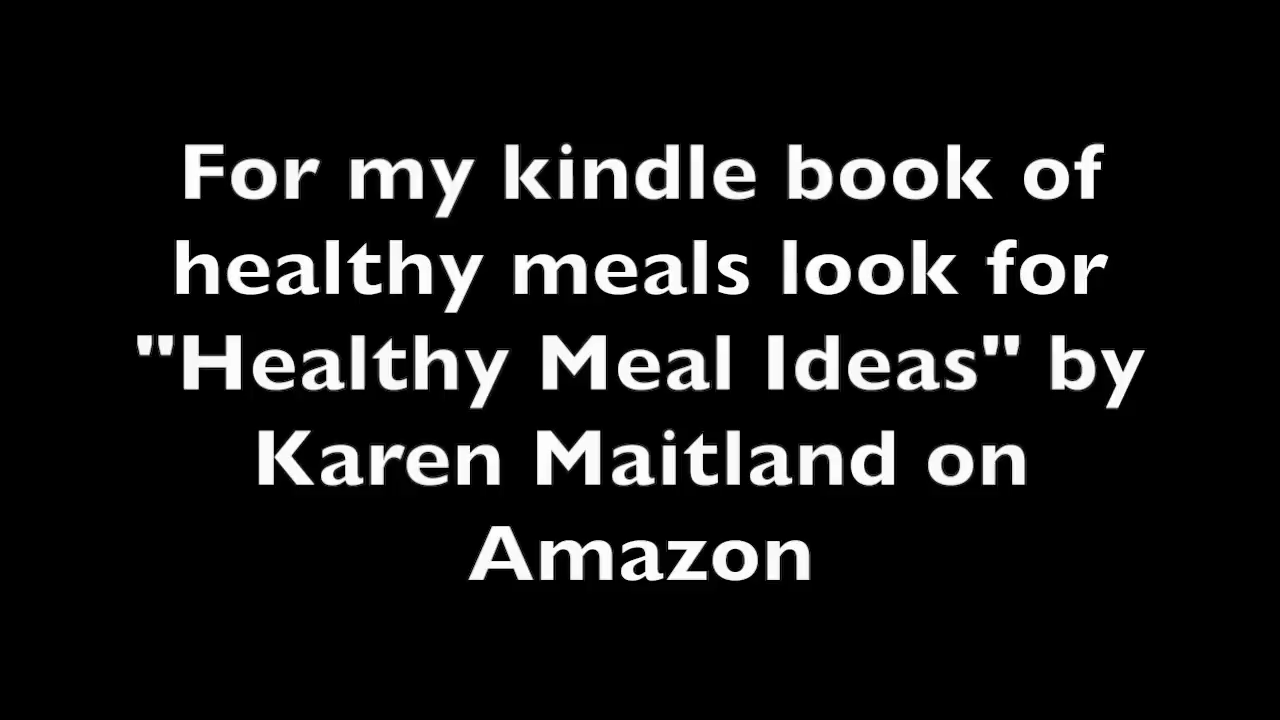 For my kindle book of
healthy meals look for
"Healthy Meal Ideas" by
Karen Maitland on
Amazon